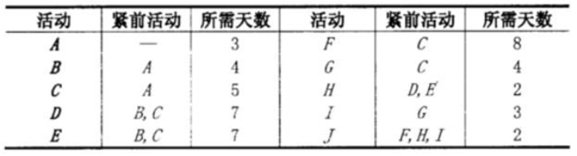 活动 紧前活动 所需天数 活动 紧前活动 所需天数
A — 3 F C 8
B A 4 G C 4
C A 5 H D,E 2
D B,C 7 I G 3
E B,C 7 J F,H,I 2